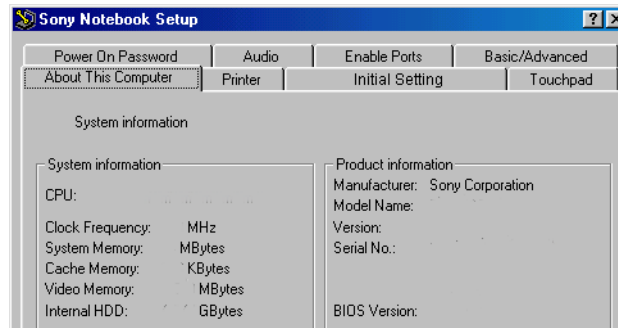 Sony Notebook Setup
Power On Password Audio Enable Ports Basic/Advanced
About This Computer Printer Initial Setting Touchpad
System information
System information
CPU:
Clock Frequency: MHz
System Memory: MBytes
Cache Memory: KBytes
Video Memory: MBytes
Internal HDD: GBytes
Product information
Manufacturer: Sony Corporation
Model Name:
Version:
Serial No.:
BIOS Version: